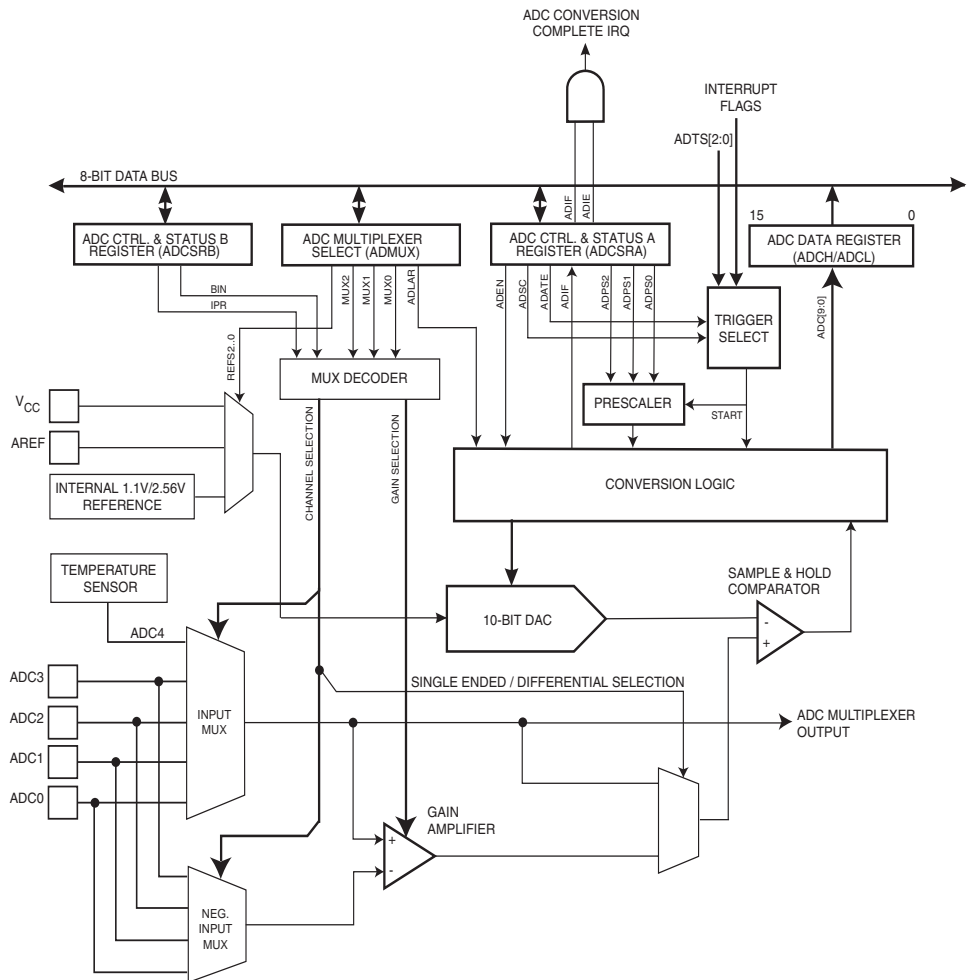 ADC CONVERSION
COMPLETE IRQ
INTERRUPT
FLAGS
ADTS[2:0]
8-BIT DATA BUS
ADIF
ADIE
15
0
ADC CTRL. & STATUS B
REGISTER (ADCSRB)
ADC MULTIPLEXER
SELECT (ADMUX)
ADC CTRL. & STATUS A
REGISTER (ADCSRA)
ADC DATA REGISTER
(ADCH/ADCL)
BIN
IPR
REFS2..0
MUX2
MUX1
MUX0
ADLAR
ADEN
ADSC
ADATE
ADIF
ADPS2
ADPS1
ADPS0
ADC[9:0]
TRIGGER
SELECT
MUX DECODER
PRESCALER
START
VCC
AREF
INTERNAL 1.1V/2.56V
REFERENCE
CHANNEL SELECTION
GAIN SELECTION
CONVERSION LOGIC
TEMPERATURE
SENSOR
SAMPLE & HOLD
COMPARATOR
10-BIT DAC
-
+
ADC4
ADC3
SINGLE ENDED / DIFFERENTIAL SELECTION
ADC2
INPUT
MUX
ADC MULTIPLEXER
OUTPUT
ADC1
ADC0
GAIN
AMPLIFIER
+
-
NEG.
INPUT
MUX